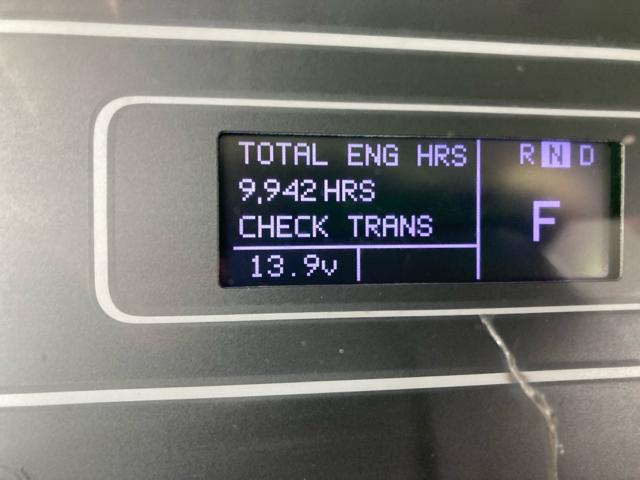 TOTAL ENG HRS
9,942 HRS
CHECK TRANS
13.9v
R N D
F